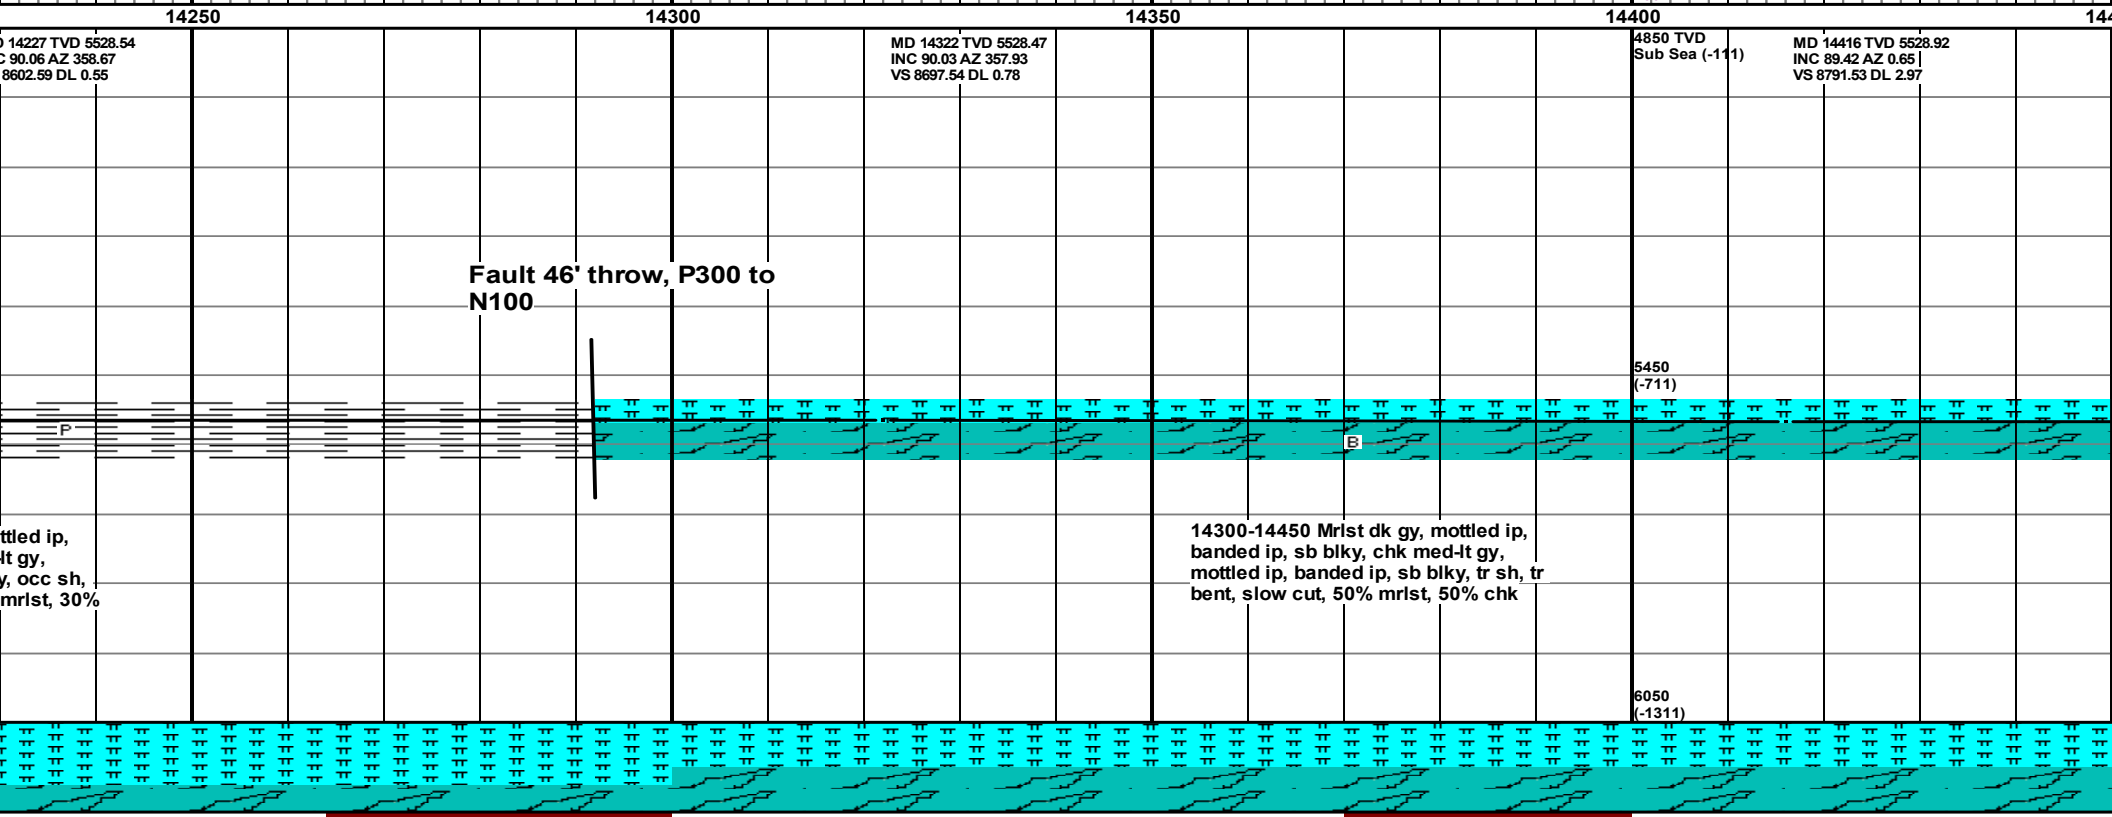 14250
14300
14350
14400
14
14227 TVD 5528.54
90.06 AZ 358.67
8602.59 DL 0.55
MD 14322 TVD 5528.47
INC 90.03 AZ 357.93
VS 8697.54 DL 0.78
4850 TVD
Sub Sea (-111)
MD 14416 TVD 5528.92
INC 89.42 AZ 0.65
VS 8791.53 DL 2.97
Fault 46' throw, P300 to
N100
5450
(-711)
P
B
ttled ip,
-lt gy,
y, occ sh,
mrlst, 30%
14300-14450 Mrlst dk gy, mottled ip,
banded ip, sb blky, chk med-lt gy,
mottled ip, banded ip, sb blky, tr sh, tr
bent, slow cut, 50% mrlst, 50% chk
6050
(-1311)